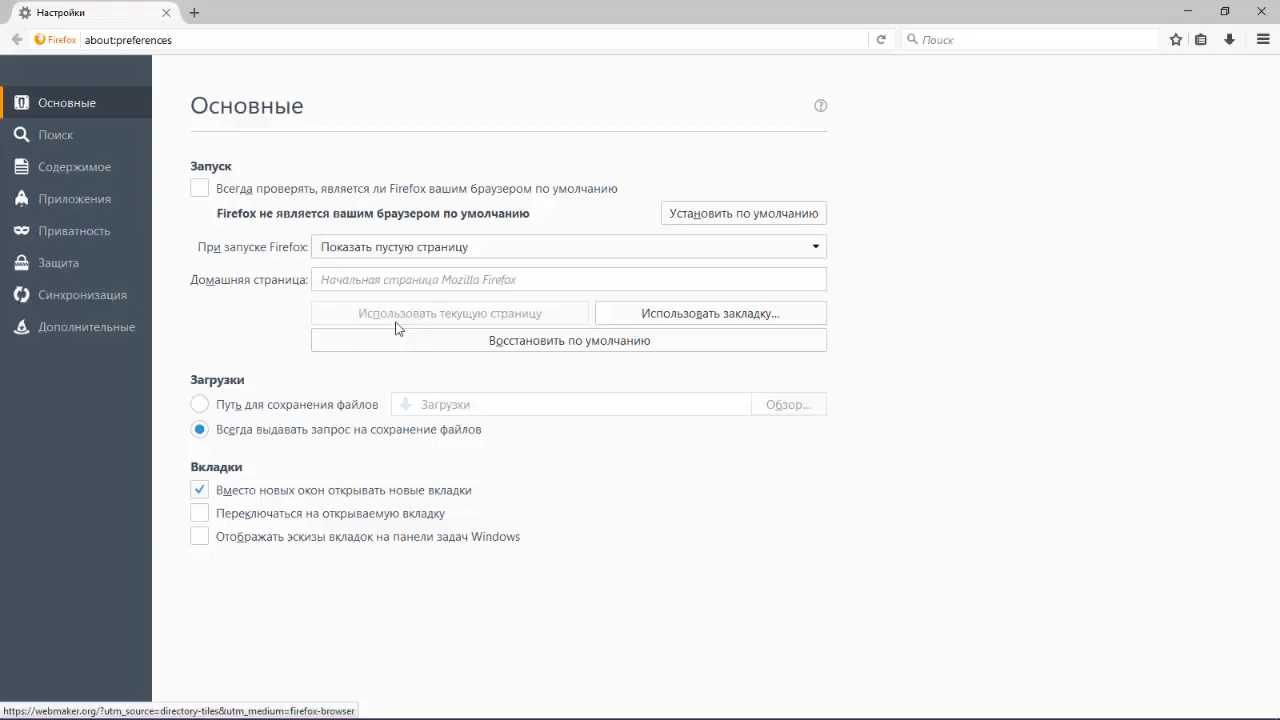 Настройки
Firefox
about:preferences
Поиск
Основные
Поиск
Содержимое
Приложения
Приватность
Защита
Синхронизация
Дополнительные
Основные
Запуск
Всегда проверять, является ли Firefox вашим браузером по умолчанию
Firefox не является вашим браузером по умолчанию
Установить по умолчанию
При запуске Firefox:
Показать пустую страницу
Домашняя страница:
Начальная страница Mozilla Firefox
Использовать текущую страницу
Использовать закладку...
Восстановить по умолчанию
Загрузки
Путь для сохранения файлов
Загрузки
Обзор...
Всегда выдавать запрос на сохранение файлов
Вкладки
Вместо новых окон открывать новые вкладки
Переключаться на открываемую вкладку
Отображать эскизы вкладок на панели задач Windows
https://webmaker.org/?utm_source=directory-tiles&utm_medium=firefox-browser